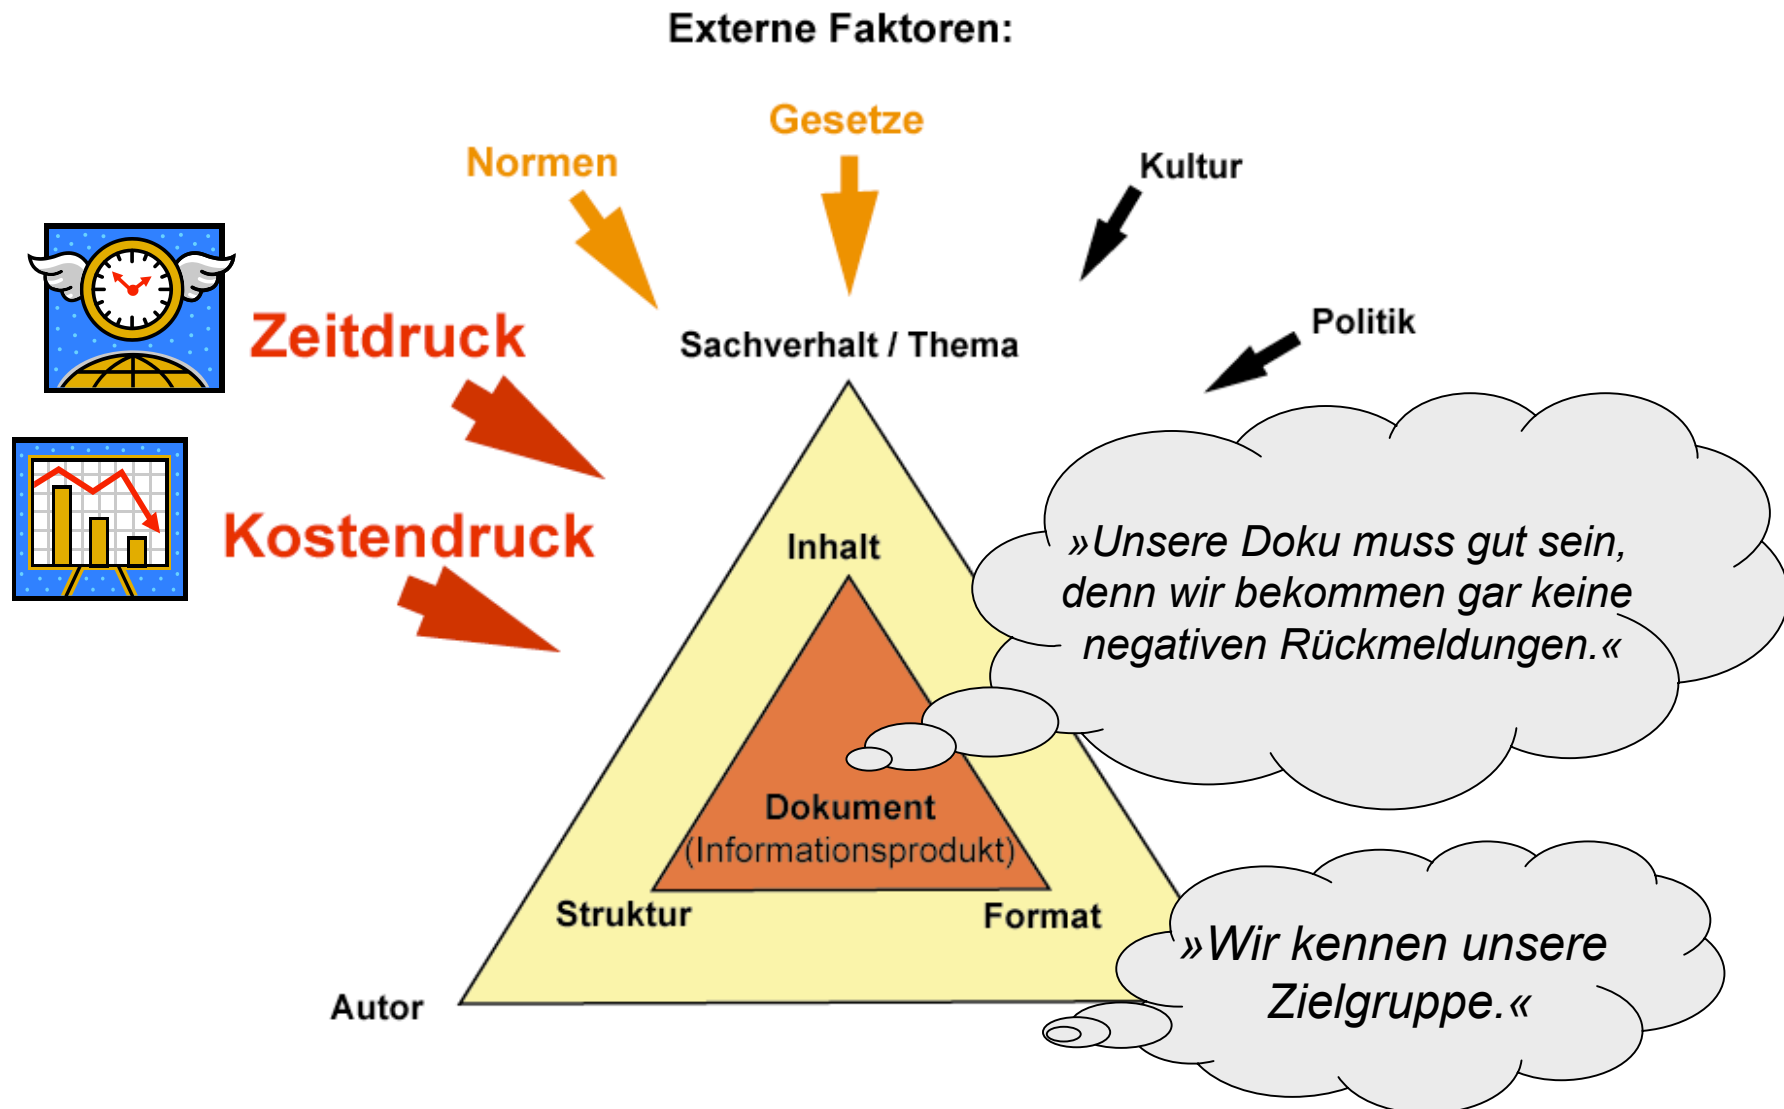 Externe Faktoren:
Gesetze
Normen
Kultur
Zeitdruck
Sachverhalt / Thema
Politik
Kostendruck
Inhalt
»Unsere Doku muss gut sein,
denn wir bekommen gar keine
negativen Rückmeldungen.«
Dokument
(Informationsprodukt)
Struktur
Format
»Wir kennen unsere
Zielgruppe.«
Autor